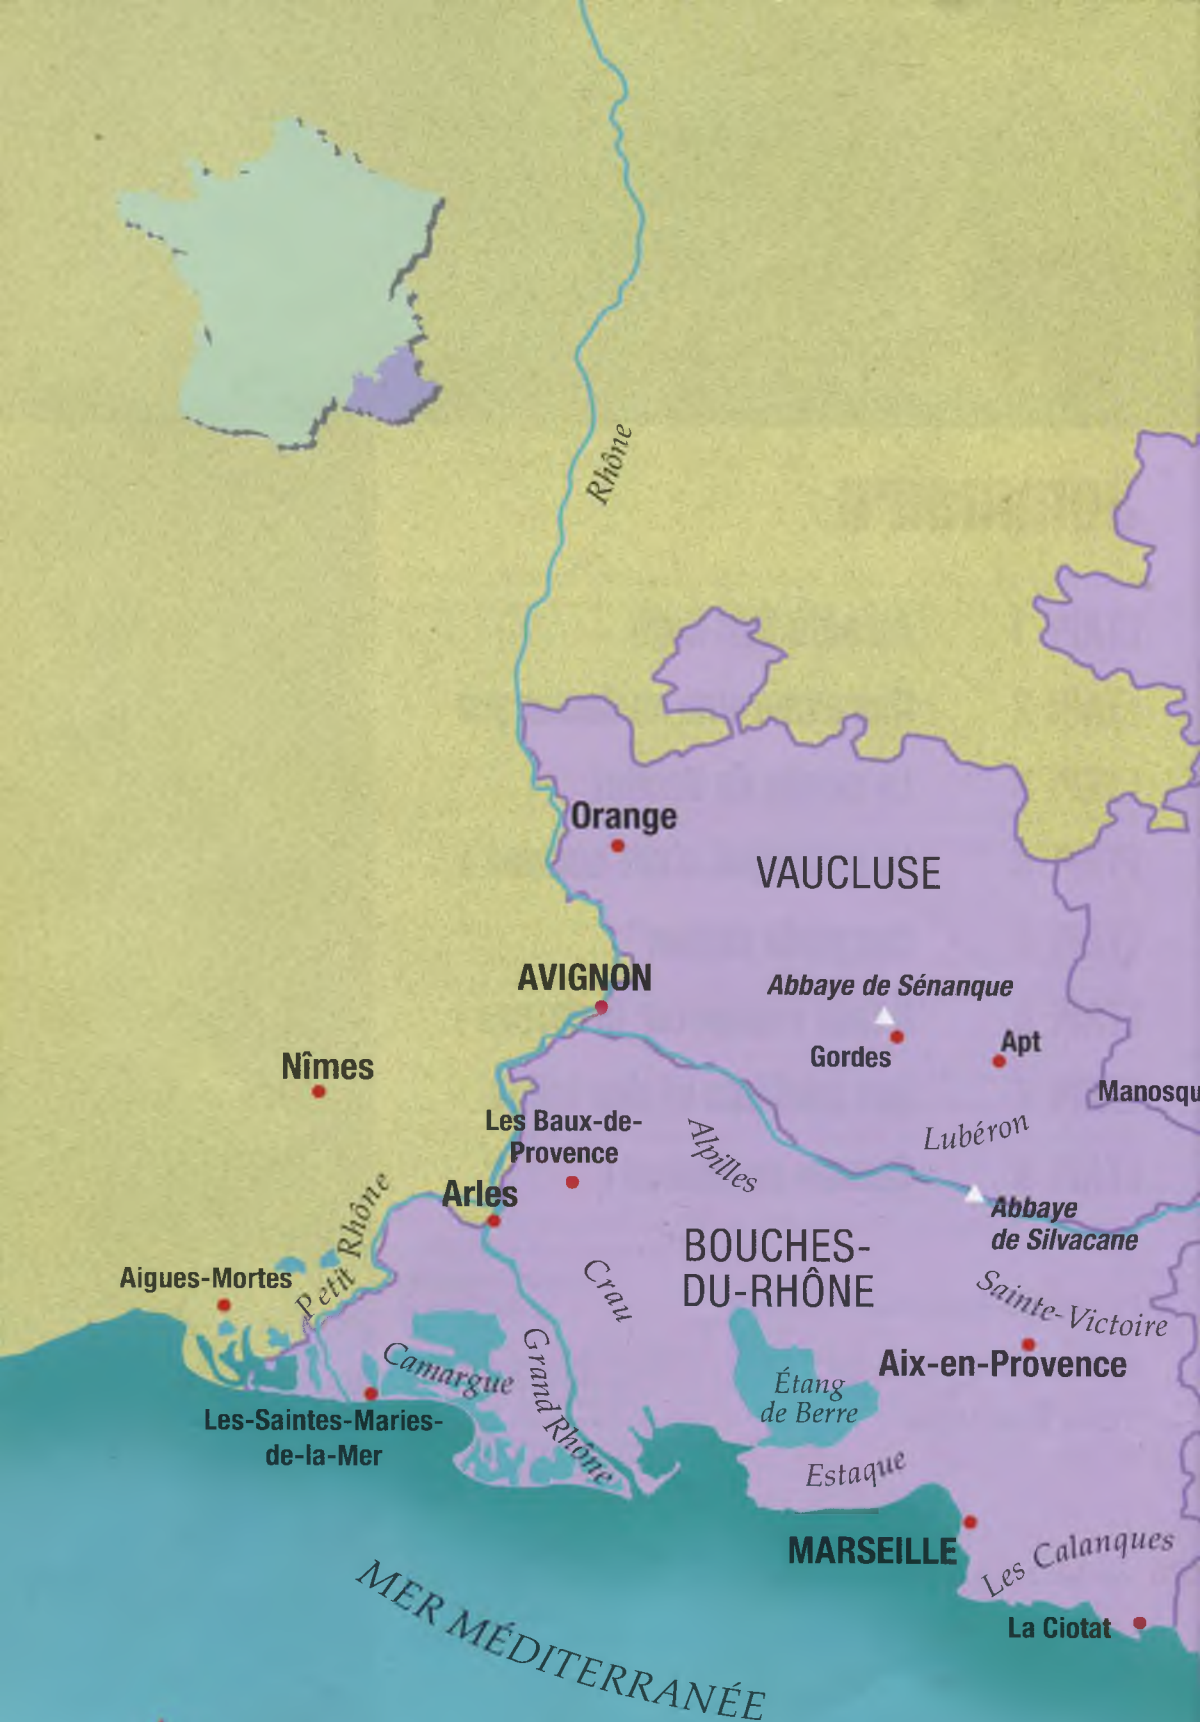 Rhône
Orange
VAUCLUSE
AVIGNON
Abbaye de Sénanque
Gordes
Apt
Nîmes
Manosqu
Les Baux-de-
Provence
Alpilles
Lubéron
Arles
Petit Rhône
Abbaye
de Silvacane
BOUCHES-
DU-RHÔNE
Crau
Aigues-Mortes
Sainte-Victoire
Camargue
Grand Rhône
Aix-en-Provence
Étang
de Berre
Les-Saintes-Maries-
de-la-Mer
Estaque
MARSEILLE
Les Calanques
La Ciotat
MER MÉDITERRANÉE